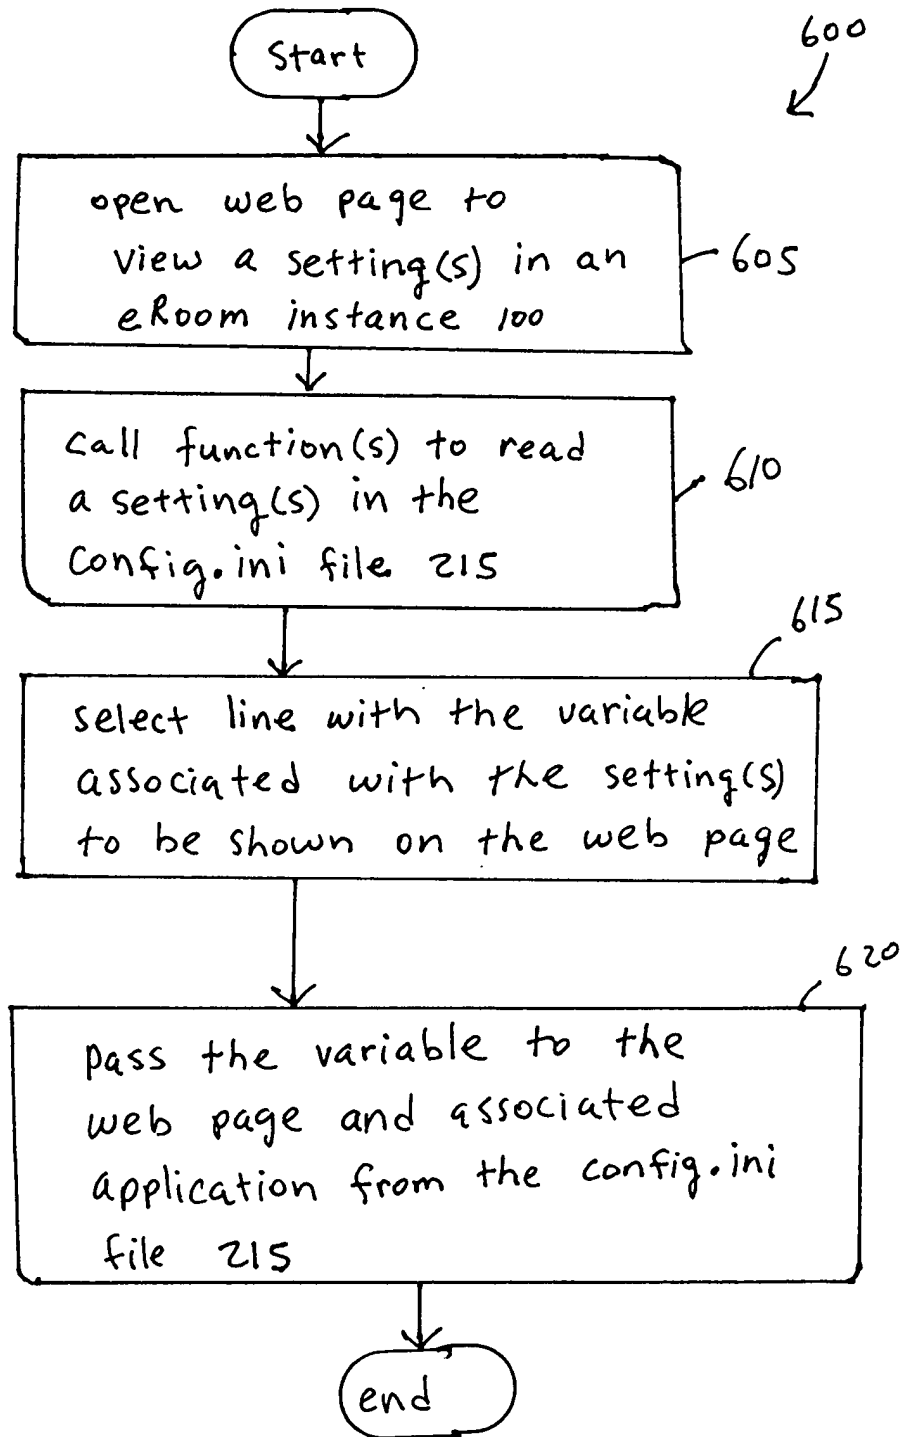 600
Start
open web page to
view a setting(s) in an
eRoom instance 100
605
call function(s) to read
a setting(s) in the
config.ini file 215
610
615
select line with the variable
associated with the setting(s)
to be shown on the web page
620
pass the variable to the
web page and associated
application from the config.ini
file 215
end